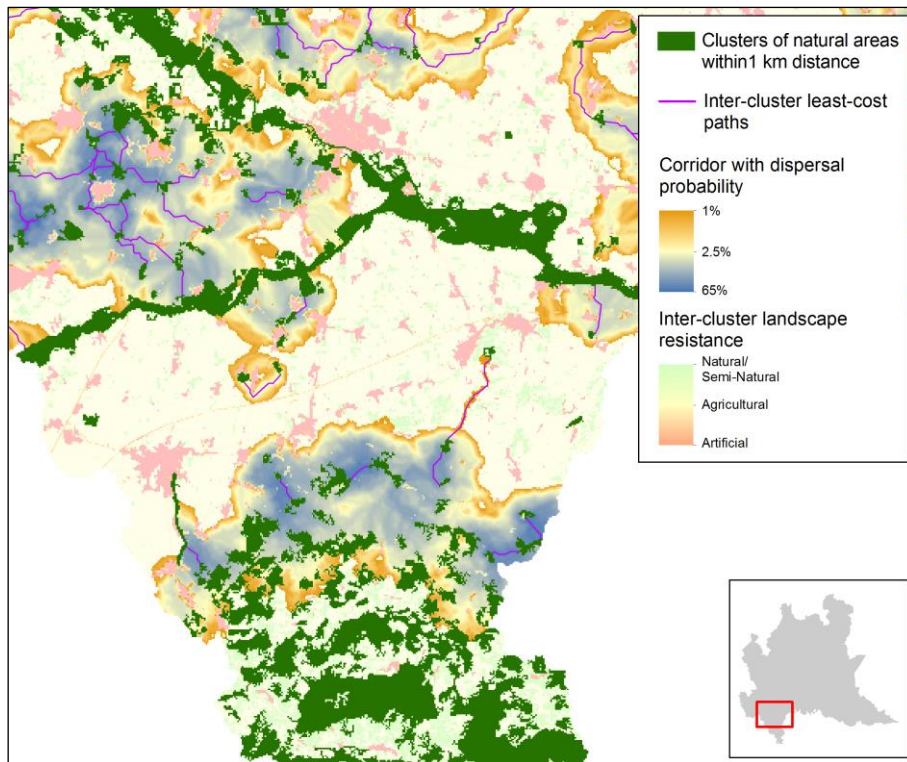 Clusters of natural areas
within1 km distance
Inter-cluster least-cost
paths
Corridor with dispersal
probability
1%
2.5%
65%
Inter-cluster landscape
resistance
Natural/
Semi-Natural
Agricultural
Artificial